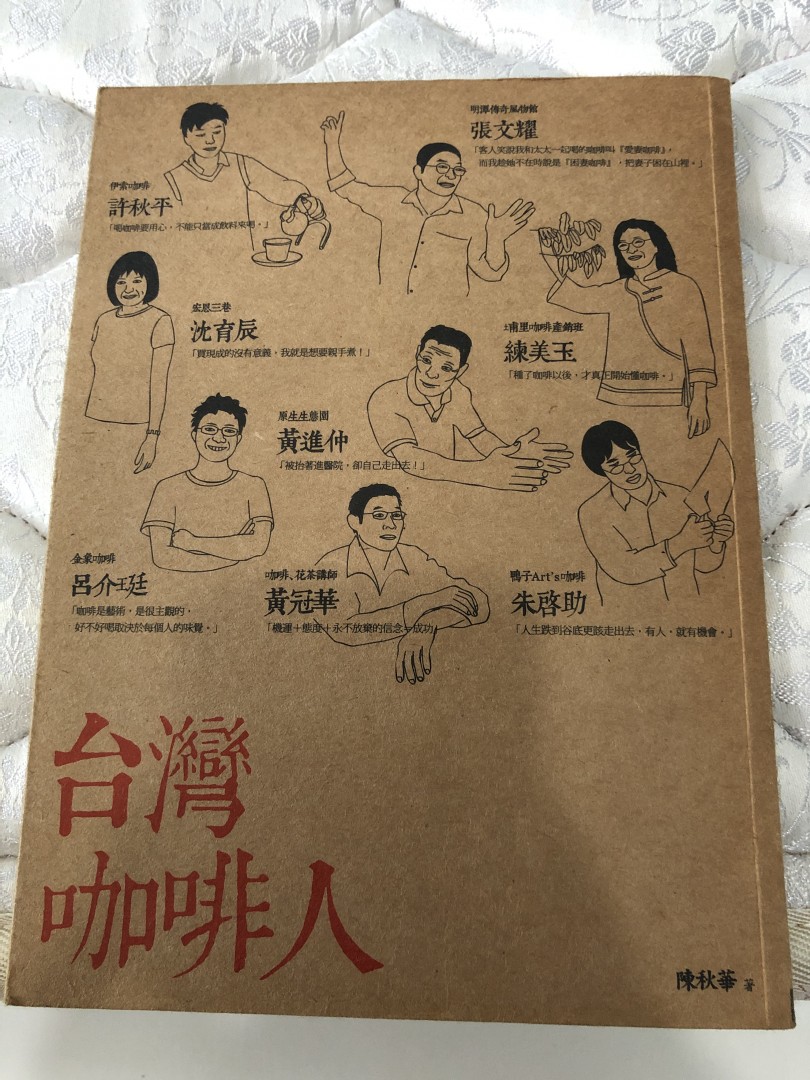 明潭傳奇風物館
張文耀
「客人笑說我和太太一起喝的咖啡叫『愛妻咖啡』,
而我趁她不在時說是『困妻咖啡』,把妻子困在山裡。」
伊索咖啡
許秋平
「喝咖啡要用心,不能只當成飲料來喝。」
宏恩三巷
沈育辰
「買現成的沒有意義,我就是想要親手煮!」
埔里咖啡產銷班
練美玉
「種了咖啡以後,才真正開始懂咖啡。」
原生生態園
黃進仲
「被抬著進醫院,卻自己走出去!」
金象咖啡
呂介珽
「咖啡是藝術,是很主觀的,
好不好喝取決於每個人的味覺。」
咖啡、花茶講師
黃冠華
「機運+態度+永不放棄的信念=成功」
鴨子Art's咖啡
朱啓助
「人生跌到谷底更該走出去,有人,就有機會。」
台灣
咖啡人
陳秋華 著